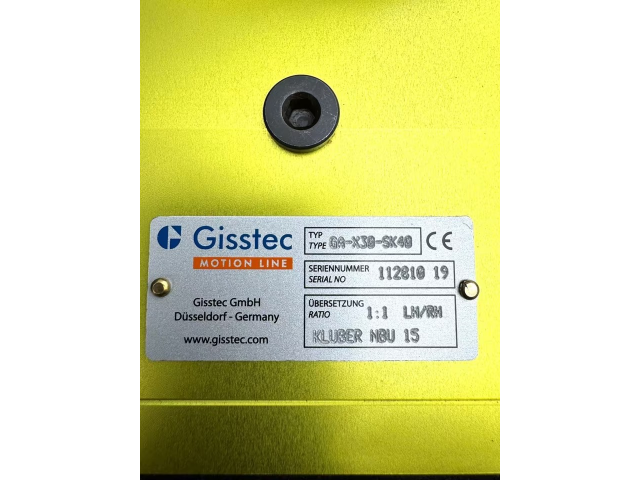 Gisstec
MOTION LINE
Gisstec GmbH
Düsseldorf - Germany
www.gisstec.com
TYP
TYPE GA-X30-SK40
CE
SERIENNUMMER
SERIAL NO 112810 19
ÜBERSETZUNG
RATIO 1:1 LH/RH
KLUBER NBU 15